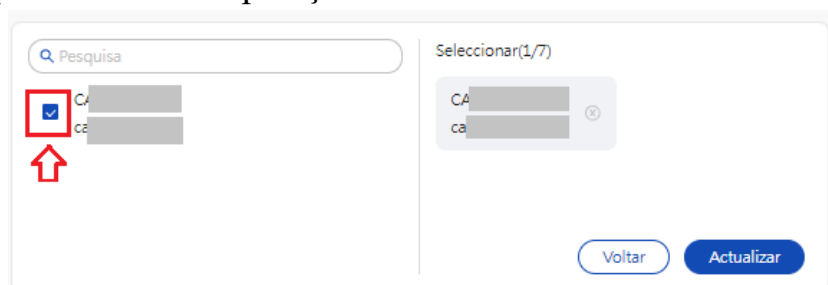 Pesquisa
CA
ca
Seleccionar(1/7)
CA
ca
Voltar
Actualizar